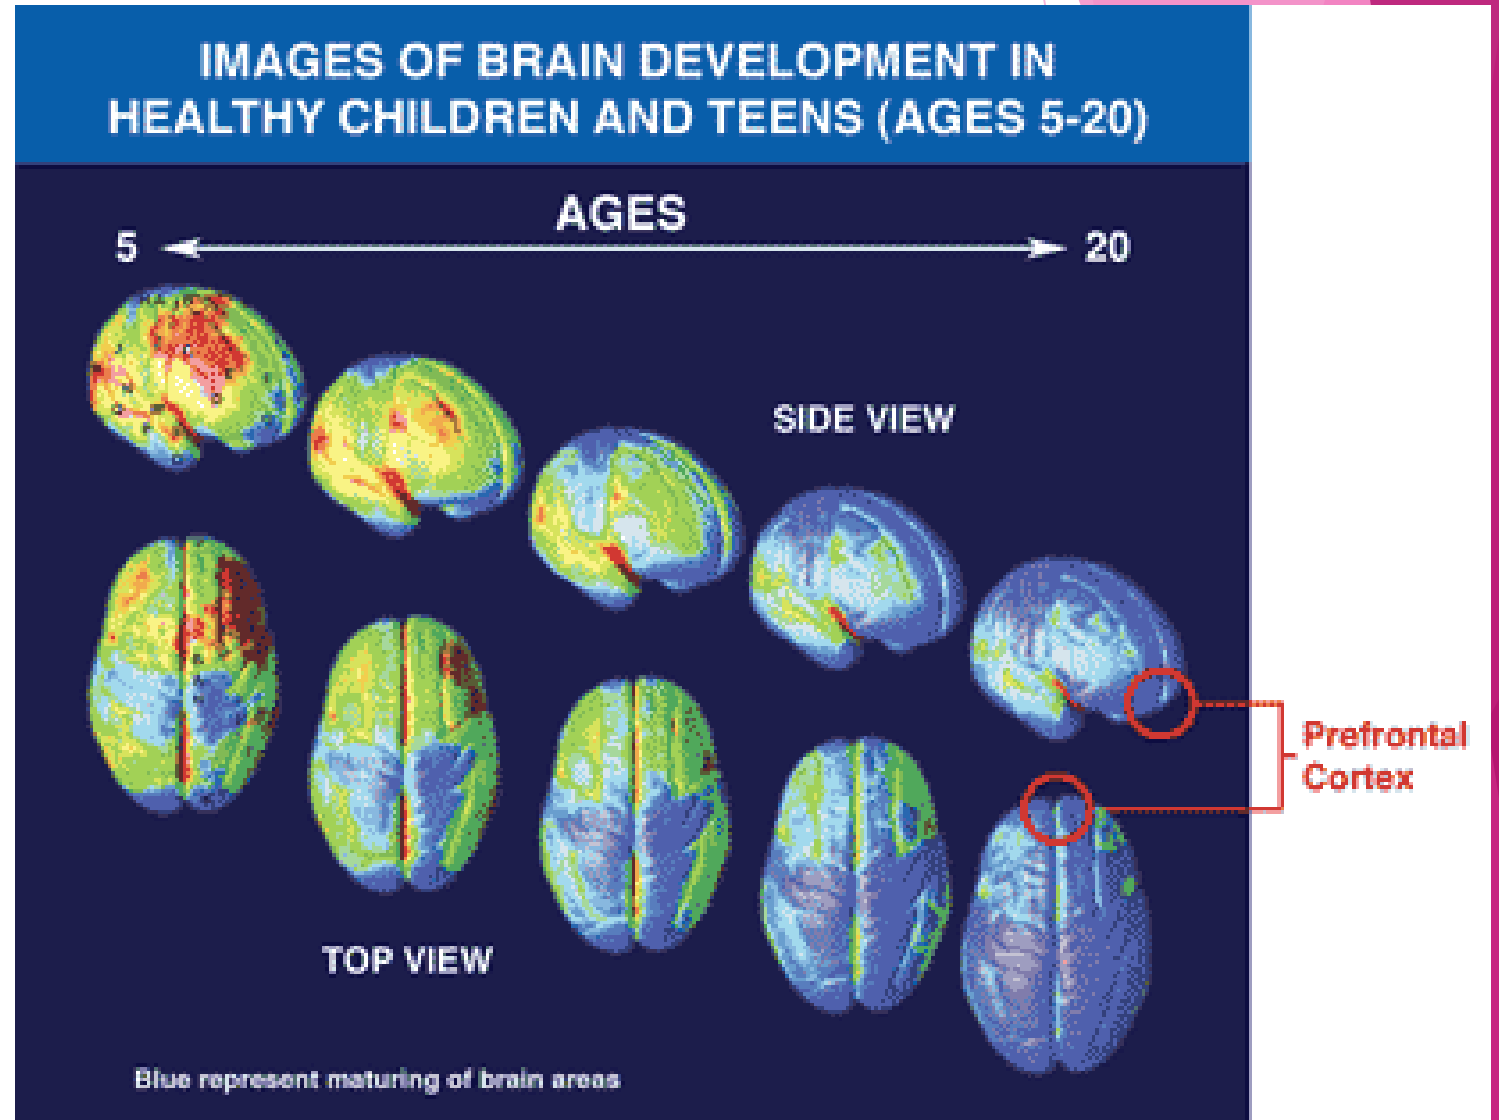 IMAGES OF BRAIN DEVELOPMENT IN
HEALTHY CHILDREN AND TEENS (AGES 5-20)
AGES
5
20
SIDE VIEW
Prefrontal
Cortex
TOP VIEW
Blue represent maturing of brain areas